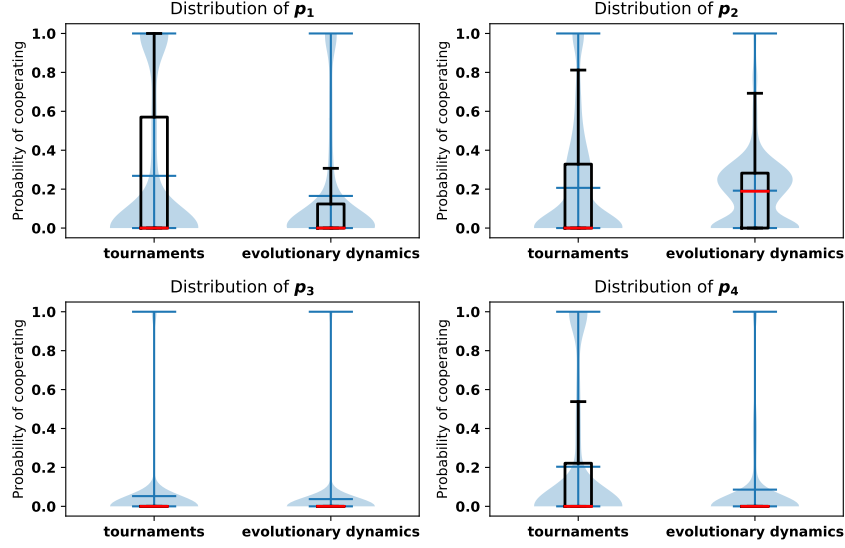 Distribution of p1
Probability of cooperating
1.0
0.8
0.6
0.4
0.2
0.0
tournaments
evolutionary dynamics
Distribution of p2
Probability of cooperating
1.0
0.8
0.6
0.4
0.2
0.0
tournaments
evolutionary dynamics
Distribution of p3
Probability of cooperating
1.0
0.8
0.6
0.4
0.2
0.0
tournaments
evolutionary dynamics
Distribution of p4
Probability of cooperating
1.0
0.8
0.6
0.4
0.2
0.0
tournaments
evolutionary dynamics